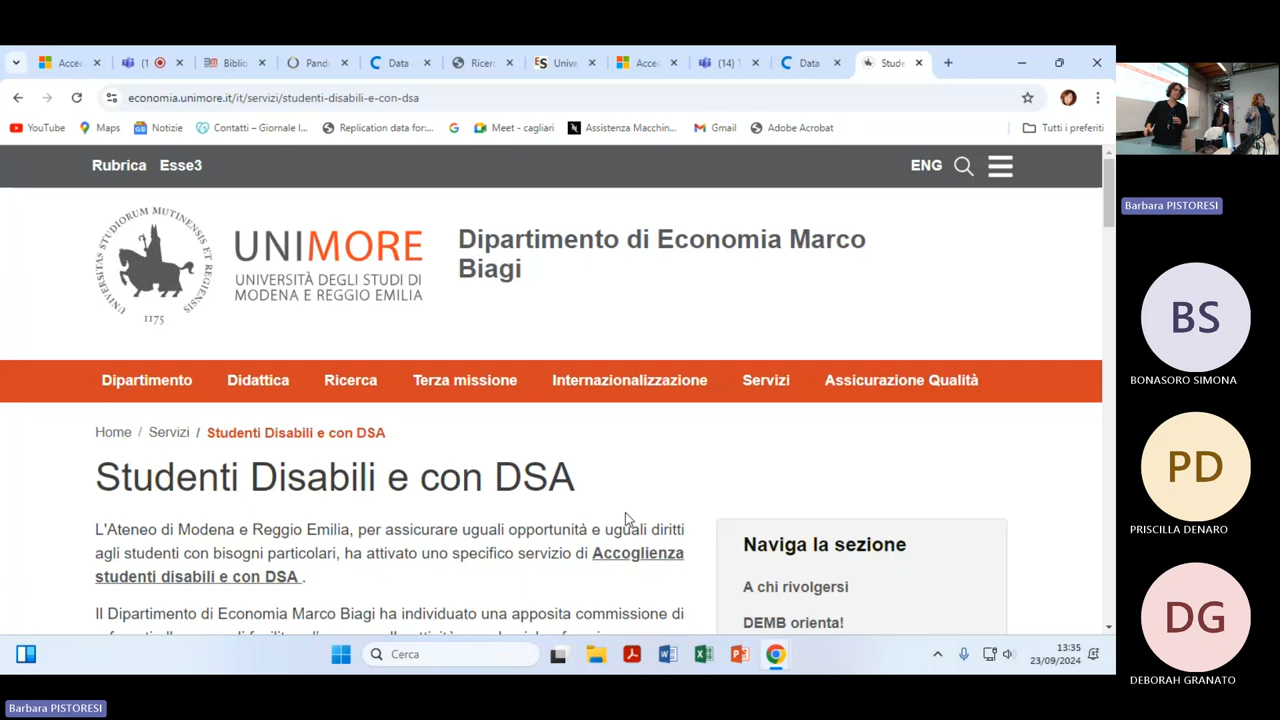 Acce
(1
Biblio
Pand
Data
Ricer
Unive
Acce
(14) T
Data
Stude
economia.unimore.it/it/servizi/studenti-disabili-e-con-dsa
YouTube
Maps
Notizie
Contatti – Giornale I...
Replication data for:...
Meet - cagliari
Assistenza Macchin...
Gmail
Adobe Acrobat
Tutti i preferiti
Rubrica Esse3
ENG
UNIVERSITAS STUDIORUM MUTINENSIS ET REGIENSIS
1175
UNIMORE
UNIVERSITÀ DEGLI STUDI DI
MODENA E REGGIO EMILIA
Dipartimento di Economia Marco
Biagi
Dipartimento Didattica Ricerca Terza missione Internazionalizzazione Servizi Assicurazione Qualità
Home / Servizi / Studenti Disabili e con DSA
Studenti Disabili e con DSA
L'Ateneo di Modena e Reggio Emilia, per assicurare uguali opportunità e uguali diritti
agli studenti con bisogni particolari, ha attivato uno specifico servizio di Accoglienza
studenti disabili e con DSA .
Il Dipartimento di Economia Marco Biagi ha individuato una apposita commissione di
Naviga la sezione
A chi rivolgersi
DEMB orienta!
Cerca
13:35
23/09/2024
Barbara PISTORESI
BS
BONASORO SIMONA
PD
PRISCILLA DENARO
DG
DEBORAH GRANATO
Barbara PISTORESI